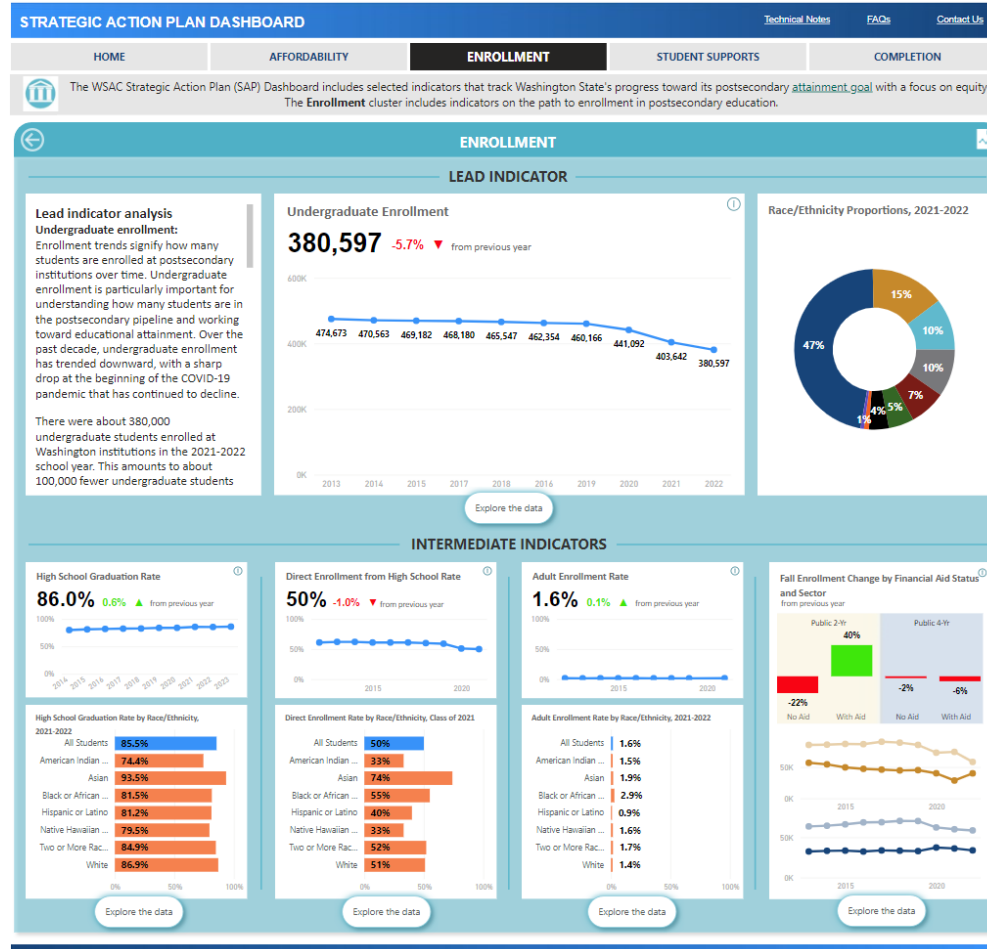 STRATEGIC ACTION PLAN DASHBOARD
Technical Notes FAQs Contact Us
HOME AFFORDABILITY ENROLLMENT STUDENT SUPPORTS COMPLETION
The WSAC Strategic Action Plan (SAP) Dashboard includes selected indicators that track Washington State's progress toward its postsecondary attainment goal with a focus on equity
The Enrollment cluster includes indicators on the path to enrollment in postsecondary education.
ENROLLMENT
LEAD INDICATOR
Lead indicator analysis
Undergraduate enrollment:
Enrollment trends signify how many
students are enrolled at postsecondary
institutions over time. Undergraduate
enrollment is particularly important for
understanding how many students are in
the postsecondary pipeline and working
toward educational attainment. Over the
past decade, undergraduate enrollment
has trended downward, with a sharp
drop at the beginning of the COVID-19
pandemic that has continued to decline.
There were about 380,000
undergraduate students enrolled at
Washington institutions in the 2021-2022
school year. This amounts to about
100,000 fewer undergraduate students
Undergraduate Enrollment
380,597 -5.7% ▼ from previous year
600K
400K
200K
0K
474,673 470,563 469,182 468,180 465,547 462,354 460,166 441,092 403,642 380,597
2013 2014 2015 2017 2018 2016 2019 2020 2021 2022
Explore the data
Race/Ethnicity Proportions, 2021-2022
15%
10%
10%
7%
5%
4%
1%
47%
INTERMEDIATE INDICATORS
High School Graduation Rate
86.0% 0.6% ▲ from previous year
100%
50%
0%
2014 2015 2016 2017 2018 2019 2020 2021 2022 2023
High School Graduation Rate by Race/Ethnicity,
2021-2022
All Students 85.5%
American Indian ... 74.4%
Asian 93.5%
Black or African ... 81.5%
Hispanic or Latino 81.2%
Native Hawaiian ... 79.5%
Two or More Rac... 84.9%
White 86.9%
0% 50% 100%
Explore the data
Direct Enrollment from High School Rate
50% -1.0% ▼ from previous year
100%
50%
0%
2015 2020
Direct Enrollment Rate by Race/Ethnicity, Class of 2021
All Students 50%
American Indian ... 33%
Asian 74%
Black or African ... 55%
Hispanic or Latino 40%
Native Hawaiian ... 33%
Two or More Rac... 52%
White 51%
0% 50% 100%
Explore the data
Adult Enrollment Rate
1.6% 0.1% ▲ from previous year
100%
50%
0%
2015 2020
Adult Enrollment Rate by Race/Ethnicity, 2021-2022
All Students 1.6%
American Indian ... 1.5%
Asian 1.9%
Black or African ... 2.9%
Hispanic or Latino 0.9%
Native Hawaiian ... 1.6%
Two or More Rac... 1.7%
White 1.4%
0% 50% 100%
Explore the data
Fall Enrollment Change by Financial Aid Status
and Sector
from previous year
Public 2-Yr Public 4-Yr
40%
-22%
-2%
-6%
No Aid With Aid No Aid With Aid
50K
0K
2015 2020
50K
0K
2015 2020
Explore the data